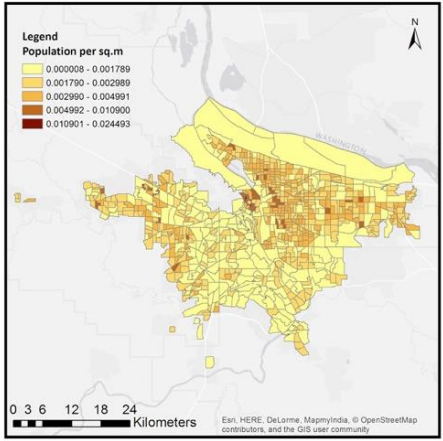 N
Legend
Population per sq.m
0.000008 - 0.001789
0.001790 - 0.002989
0.002990 - 0.004991
0.004992 - 0.010900
0.010901 - 0.024493
WASHINGTON
0 3 6 12 18 24
Kilometers
Esri, HERE, DeLorme, MapmyIndia, © OpenStreetMap
contributors, and the GIS user community